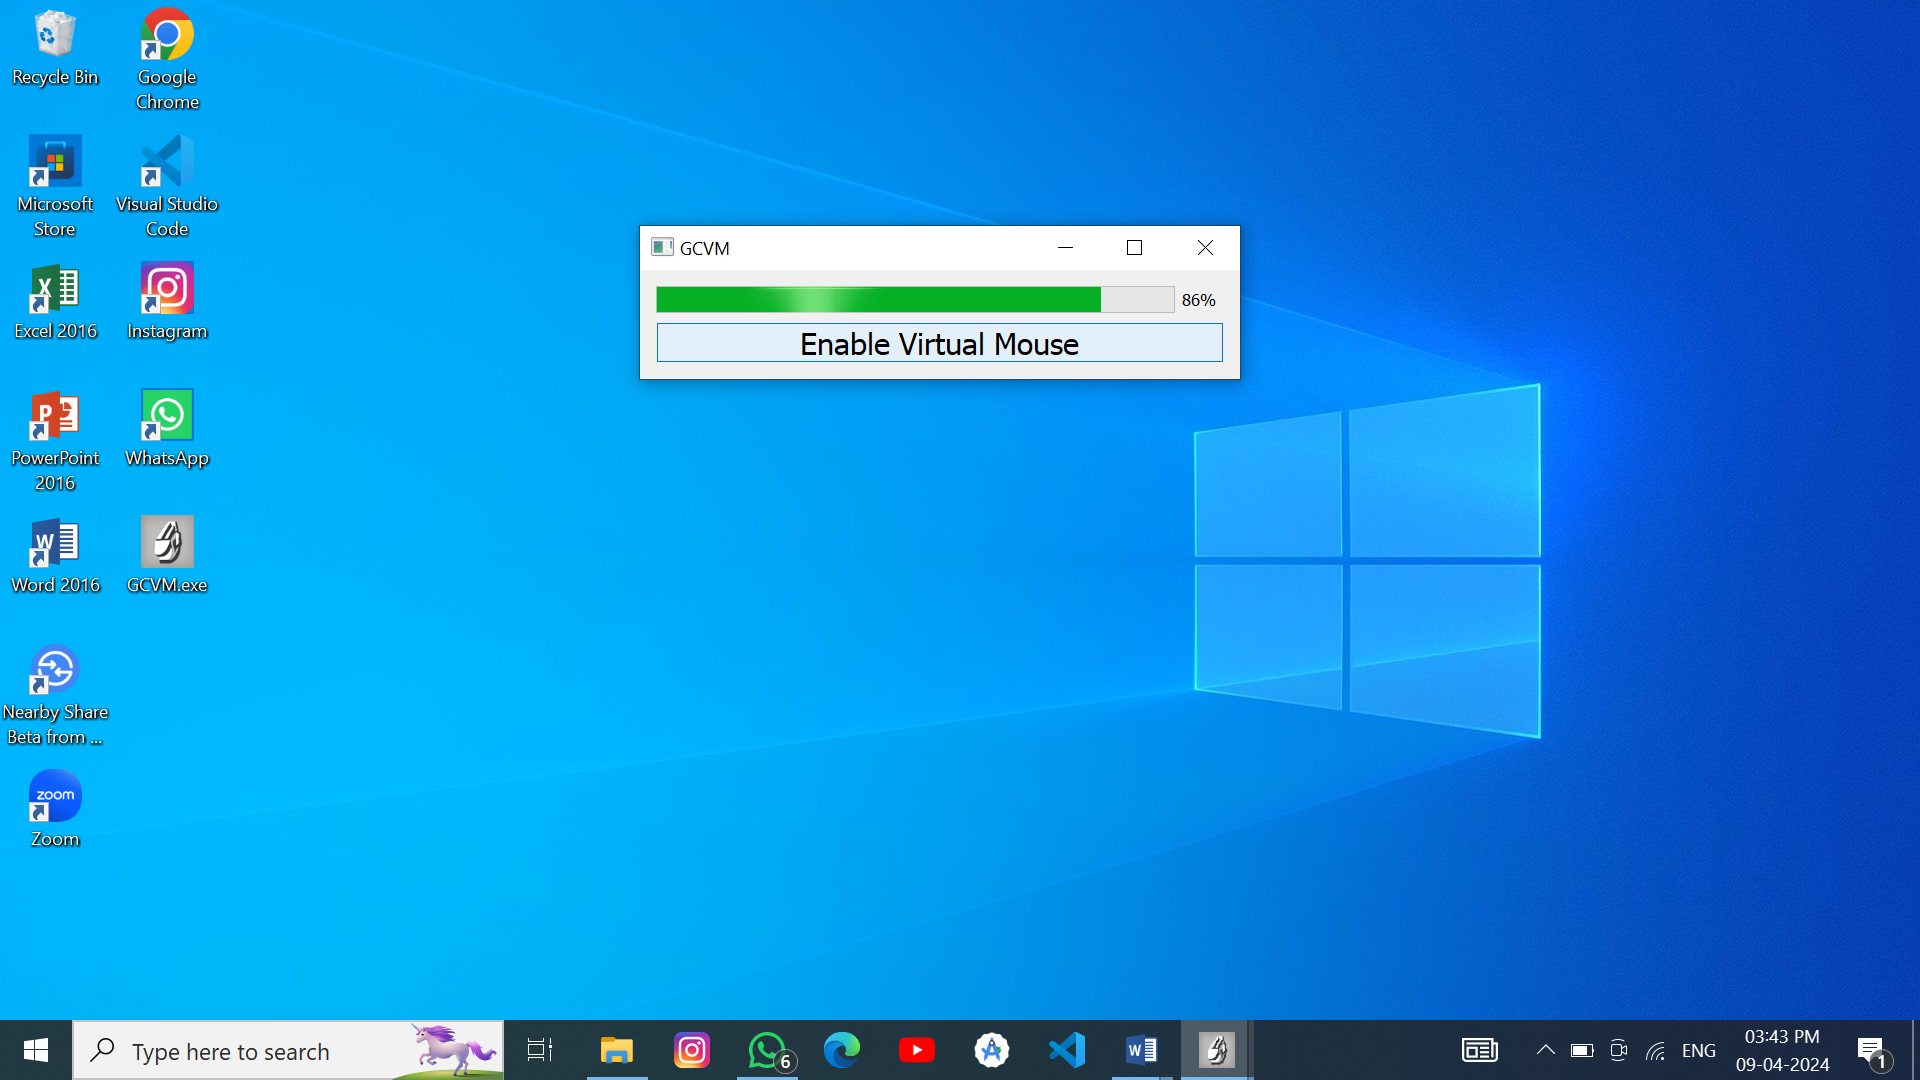 Recycle Bin
Google
Chrome
Microsoft
Store
Visual Studio
Code
Excel 2016
Instagram
PowerPoint
2016
WhatsApp
Word 2016
GCVM.exe
Nearby Share
Beta from ...
zoom
Zoom
GCVM
86%
Enable Virtual Mouse
Type here to search
6
ENG
03:43 PM
09-04-2024
1